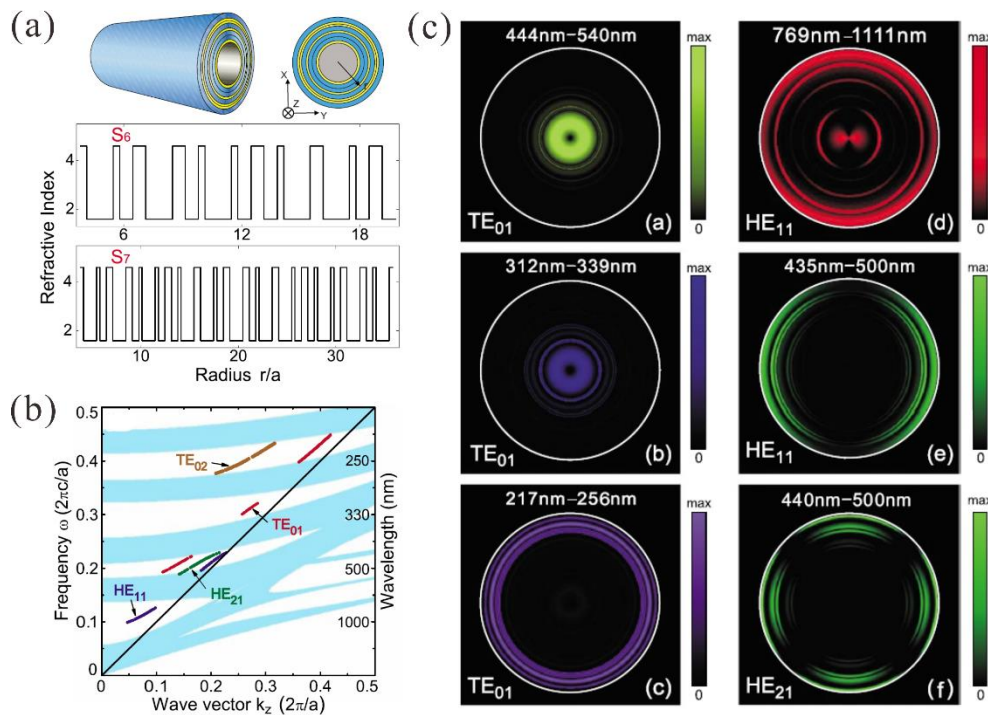 (a)
X
Z
Y
r
S6
4
2
6
12
18
Refractive Index
S7
4
2
10
20
30
Radius r/a
(b)
0.5
0.4
0.3
0.2
0.1
0
Frequency ω (2πc/a)
TE02
TE01
HE21
HE11
250
330
500
1000
Wavelength (nm)
0
0.1
0.2
0.3
0.4
0.5
Wave vector kz (2π/a)
(c)
444nm–540nm
TE01
(a)
max
0
769nm–1111nm
HE11
(d)
max
0
312nm–339nm
TE01
(b)
max
0
435nm–500nm
HE11
(e)
max
0
217nm–256nm
TE01
(c)
max
0
440nm–500nm
HE21
(f)
max
0